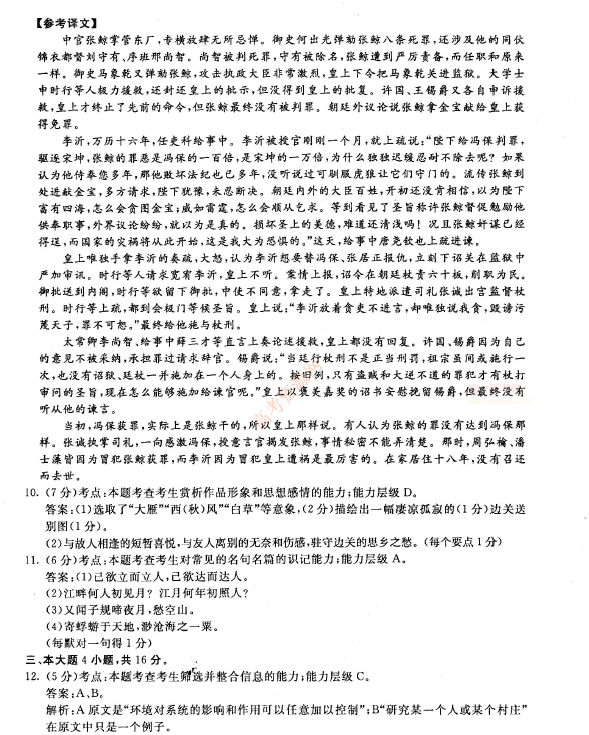 【参考译文】
中官张鲸掌管东厂,专横放肆无所忌惮。御史何出光弹劾张鲸八条死罪,还涉及他的同伙
锦衣都督刘守有、序班邢尚智。尚智被判死罪,守有被除名,张鲸遭到严厉责备,而任职和原来
一样。御史马象乾又弹劾张鲸,攻击执政大臣非常激烈,皇上下令把马象乾关进监狱。大学士
申时行等人极力援救,还封还皇上的批示,但没得到皇上的批复。许国、王锡爵又各自申诉援
救,皇上才终止了先前的命令,但张鲸最终没有被判罪。朝廷外议论说张鲸拿金宝献给皇上获
得免罪。
李沂,万历十六年,任吏科给事中。李沂被授官刚刚一个月,就上疏说:“陛下给冯保判罪,
驱逐宋坤,张鲸的罪恶是冯保的一百倍,是宋坤的一万倍,为什么独独迟缓忍耐不除去呢?如果
认为他侍奉您多年,那他败坏法纪也已多年,没听说过可驯服虎狼让它们守门的。流传张鲸到
处进献金宝,多方请求,陛下犹豫,未忍断决。朝廷内外的大臣百姓,开初还没肯相信,以为陛下
富有四海,怎么会贪图金宝;威如雷霆,怎么会顺从乞求。等到看见了圣旨称许张鲸督促勉励他
供奉职事,外界议论纷纷,就以为是真的。损坏圣上的美德,难道还清浅吗!况且张鲸奸谋已经
得逞,而国家的灾祸将从此开始,这是我大为恐惧的。”这天,给事中唐尧钦也上疏进谏。
皇上唯独手拿李沂的奏疏,大怒,认为李沂想要替冯保、张居正报仇,立刻下诏关在监狱中
严加审讯。时行等人请求宽宥李沂,皇上不听。案情上报,诏令在朝廷杖责六十板,削职为民。
御批送到内阁,时行等欲留下御批,中使不同意,拿走了。皇上特地派遣司礼张诚出宫监督杖
刑。时行等上疏,都到会极门等候圣旨。皇上说:“李沂放着贪吏不进言,却唯独说我贪,毁谤污
蔑天子,罪不可恕。”最终给他施与杖刑。
太常卿李尚智、给事中薛三才等直言上奏论述援救,皇上都没有回复。许国、锡爵因为自己
的意见不被采纳,承担罪过请求辞官。锡爵说:“当廷行杖刑不是正当刑罚,祖宗虽间或施行一
次,也没有诏狱、廷杖一并施加在一个人身上的。按旧例,只有盗贼和大逆不道的罪犯才有杖打
审问的圣旨,现在怎么能够施加给谏官呢。”皇上以褒美嘉奖的诏书安慰挽留锡爵,但最终没有
听从他的谏言。
当初,冯保获罪,实际上是张鲸干的,所以皇上那样说。有人认为张鲸的罪没有达到冯保那
样。张诚执掌司礼,一向感激冯保,授意言官揭发张鲸,事情秘密不能弄清楚。那时,周弘禴、潘
士藻皆因为冒犯张鲸获罪,而李沂因为冒犯皇上遭祸是最厉害的。在家居住十八年,没有召还
而去世。
10.(7分)考点:本题考查考生赏析作品形象和思想感情的能力;能力层级D。
答案:(1)选取了“大雁”“西(秋)风”“白草”等意象,(2分)描绘出一幅凄凉孤寂的(1分)边关送
别图(1分)。
(2)与故人相逢的短暂喜悦,与友人离别的无奈和伤感,驻守边关的思乡之愁。(每个要点1分)
11.(6分)考点:本题考查考生对常见的名句名篇的识记能力;能力层级A。
答案:(1)己欲立而立人,己欲达而达人。
(2)江畔何人初见月?江月何年初照人?
(3)又闻子规啼夜月,愁空山。
(4)寄蜉蝣于天地,渺沧海之一粟。
(每默对一句得1分)
三、本大题4小题,共16分。
12.(5分)考点:本题考查考生筛选并整合信息的能力;能力层级C。
答案:A、B。
解析:A原文是“环境对系统的影响和作用可以任意加以控制”;B“研究某一个人或某个村庄”
在原文中只是一个例子。